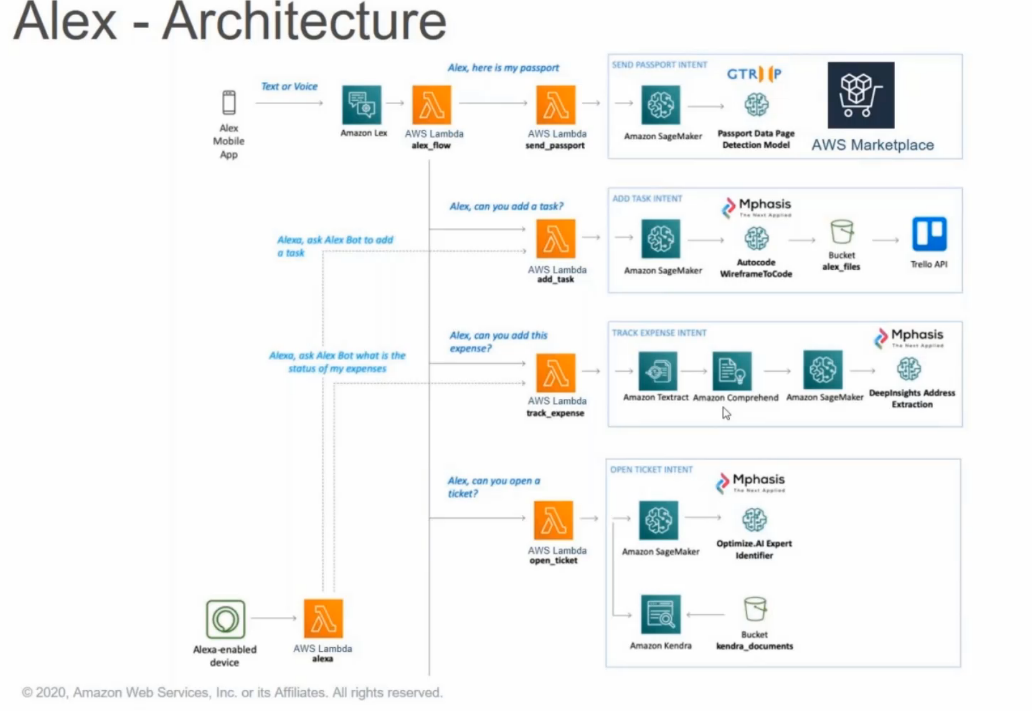 Alex - Architecture
Text or Voice
Alex
Mobile
App
Amazon Lex
AWS Lambda
alex_flow
Alex, here is my passport
AWS Lambda
send_passport
SEND PASSPORT INTENT
Amazon SageMaker
GTRIIP
Passport Data Page
Detection Model
AWS Marketplace
Alex, can you add a task?
Alexa, ask Alex Bot to add
a task
AWS Lambda
add_task
ADD TASK INTENT
Amazon SageMaker
Mphasis
The Next Applied
Autocode
WireframeToCode
Bucket
alex_files
Trello API
Alex, can you add this
expense?
Alexa, ask Alex Bot what is the
status of my expenses
AWS Lambda
track_expense
TRACK EXPENSE INTENT
Amazon Textract
Amazon Comprehend
Amazon SageMaker
Mphasis
The Next Applied
DeepInsights Address
Extraction
Alex, can you open a
ticket?
AWS Lambda
open_ticket
OPEN TICKET INTENT
Amazon SageMaker
Mphasis
The Next Applied
Optimize.AI Expert
Identifier
Amazon Kendra
Bucket
kendra_documents
Alexa-enabled
device
AWS Lambda
alexa
© 2020, Amazon Web Services, Inc. or its Affiliates. All rights reserved.